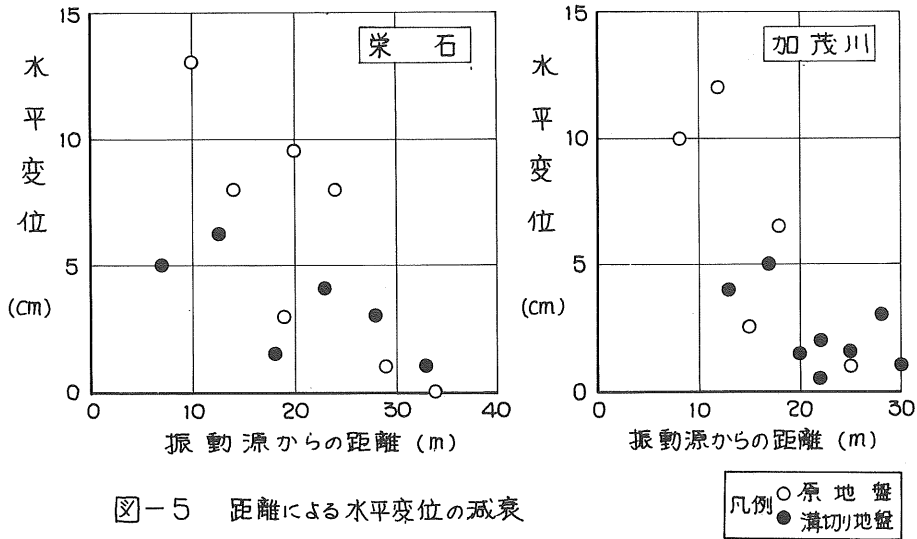 栄石
水平変位
(cm)
15
10
5
0
0 10 20 30 40
振動源からの距離 (m)
加茂川
水平変位
(cm)
15
10
5
0
0 10 20 30
振動源からの距離 (m)
図-5 距離による水平変位の減衰
凡例 ○ 原地盤
● 溝切り地盤